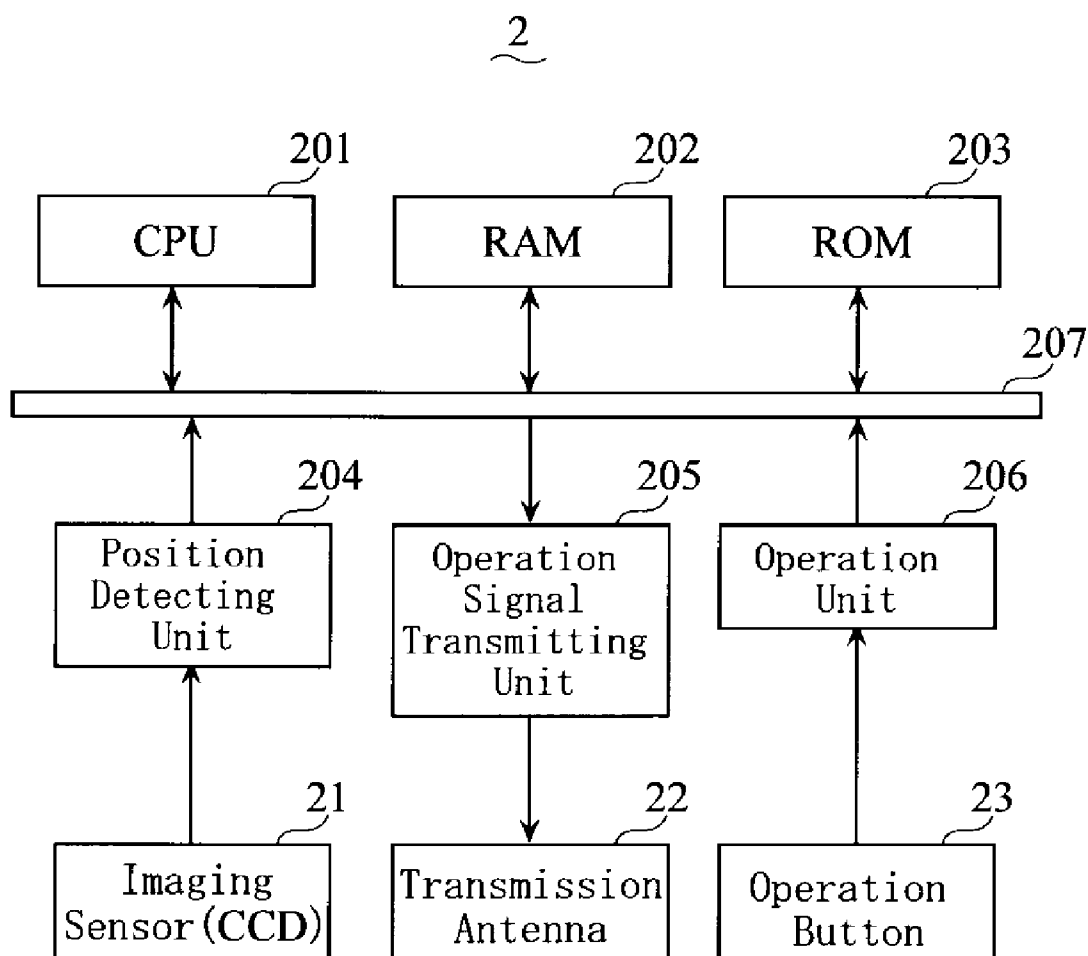 2
201
202
203
CPU
RAM
ROM
207
204
205
206
Position
Detecting
Unit
Operation
Signal
Transmitting
Unit
Operation
Unit
21
22
23
Imaging
Sensor(CCD)
Transmission
Antenna
Operation
Button